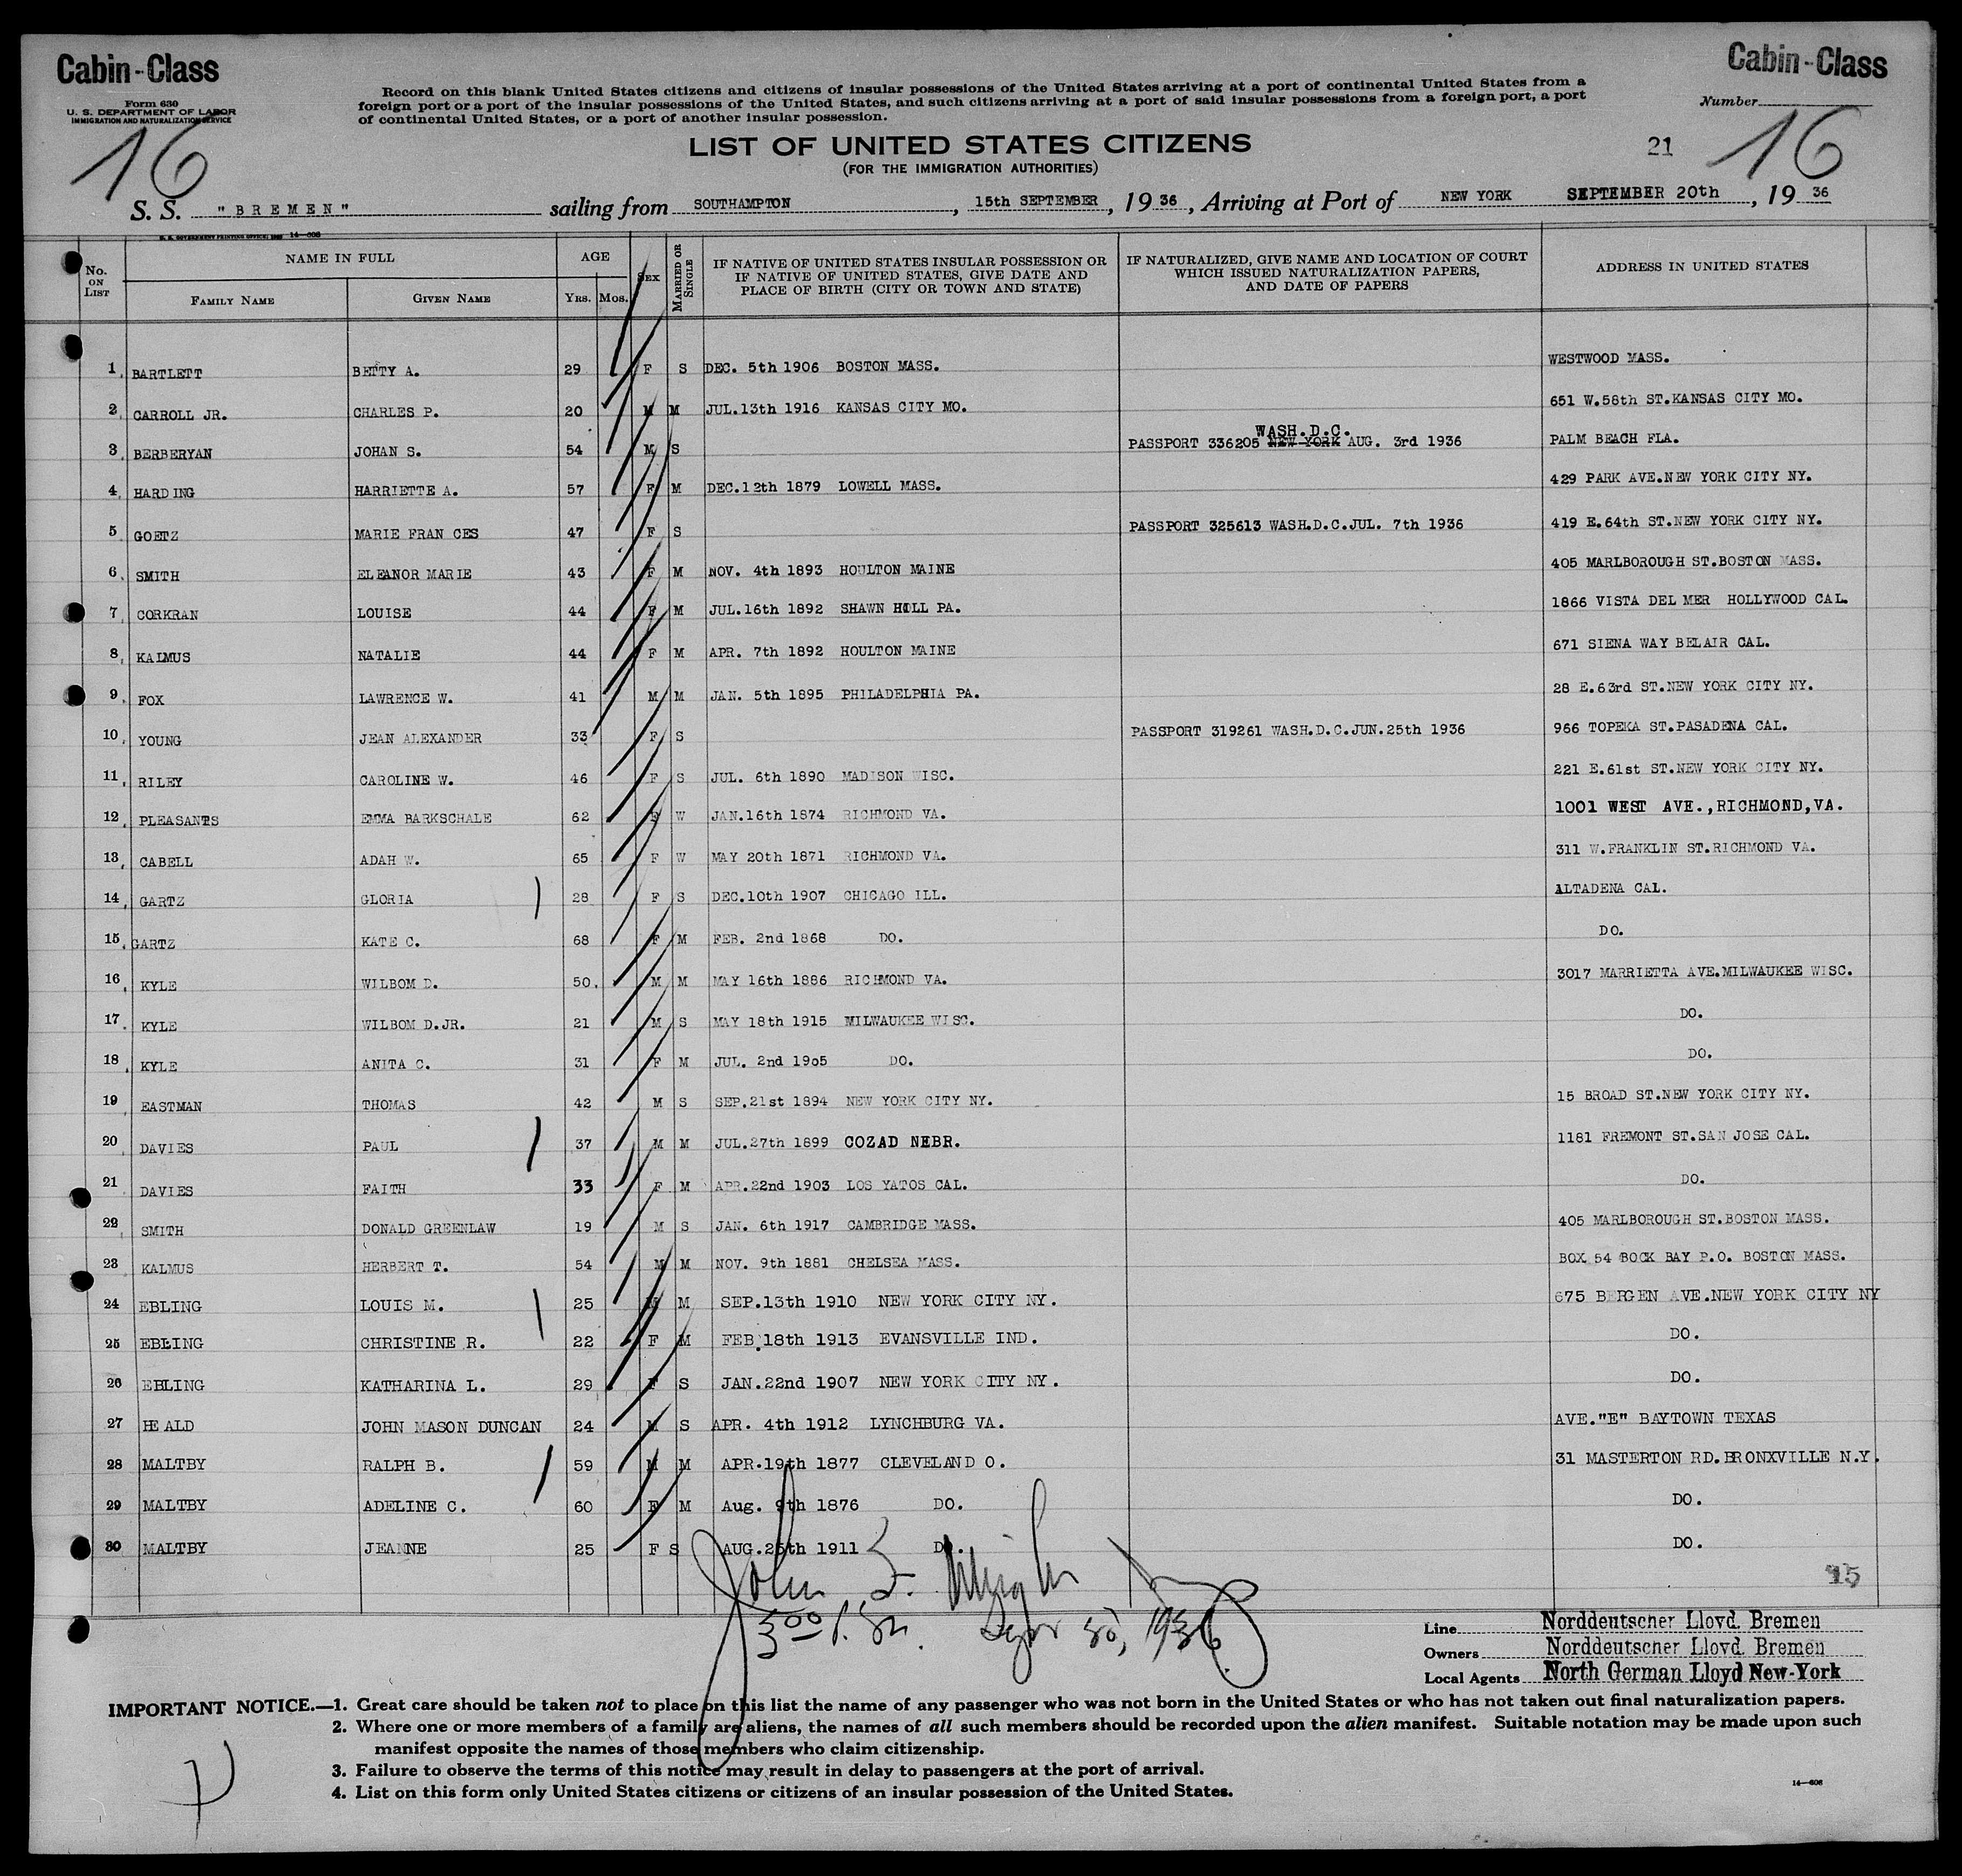 Cabin-Class
Cabin-Class
Form 630
U. S. DEPARTMENT OF LABOR
IMMIGRATION AND NATURALIZATION SERVICE
Number
Record on this blank United States citizens and citizens of insular possessions of the United States arriving at a port of continental United States from a
foreign port or a port of the insular possessions of the United States, and such citizens arriving at a port of said insular possessions from a foreign port, a port
of continental United States, or a port of another insular possession.
16
LIST OF UNITED STATES CITIZENS
21
16
(FOR THE IMMIGRATION AUTHORITIES)
S. S. "BREMEN" sailing from SOUTHAMPTON, 15th SEPTEMBER, 19 36, Arriving at Port of NEW YORK SEPTEMBER 20th, 19 36
U. S. GOVERNMENT PRINTING OFFICE: 14—608
No. ON LIST
NAME IN FULL
FAMILY NAME
GIVEN NAME
AGE
YRS.
MOS.
SEX
MARRIED OR SINGLE
IF NATIVE OF UNITED STATES INSULAR POSSESSION OR
IF NATIVE OF UNITED STATES, GIVE DATE AND
PLACE OF BIRTH (CITY OR TOWN AND STATE)
IF NATURALIZED, GIVE NAME AND LOCATION OF COURT
WHICH ISSUED NATURALIZATION PAPERS,
AND DATE OF PAPERS
ADDRESS IN UNITED STATES
1 BARTLETT BETTY A. 29 F S DEC. 5th 1906 BOSTON MASS. WESTWOOD MASS.
2 CARROLL JR. CHARLES P. 20 M M JUL.13th 1916 KANSAS CITY MO. 651 W.58th ST.KANSAS CITY MO.
WASH.D.C.
3 BERBERYAN JOHAN S. 54 M S PASSPORT 336205 NEW YORK AUG. 3rd 1936 PALM BEACH FLA.
4 HARDING HARRIETTE A. 57 F M DEC.12th 1879 LOWELL MASS. 429 PARK AVE.NEW YORK CITY NY.
5 GOETZ MARIE FRAN CES 47 F S PASSPORT 325613 WASH.D.C.JUL. 7th 1936 419 E.64th ST.NEW YORK CITY NY.
6 SMITH ELEANOR MARIE 43 F M NOV. 4th 1893 HOULTON MAINE 405 MARLBOROUGH ST.BOSTON MASS.
7 CORKRAN LOUISE 44 F M JUL.16th 1892 SHAWN HILL PA. 1866 VISTA DEL MER HOLLYWOOD CAL.
8 KALMUS NATALIE 44 F M APR. 7th 1892 HOULTON MAINE 671 SIENA WAY BELAIR CAL.
9 FOX LAWRENCE W. 41 M M JAN. 5th 1895 PHILADELPHIA PA. 28 E.63rd ST.NEW YORK CITY NY.
10 YOUNG JEAN ALEXANDER 33 F S PASSPORT 319261 WASH.D.C.JUN.25th 1936 966 TOPEKA ST.PASADENA CAL.
11 RILEY CAROLINE W. 46 F S JUL. 6th 1890 MADISON WISC. 221 E.61st ST.NEW YORK CITY NY.
12 PLEASANTS EMMA BARKSCHALE 62 F W JAN.16th 1874 RICHMOND VA. 1001 WEST AVE.,RICHMOND,VA.
13 CABELL ADAH W. 65 F W MAY 20th 1871 RICHMOND VA. 311 W.FRANKLIN ST.RICHMOND VA.
14 GARTZ GLORIA 28 F S DEC.10th 1907 CHICAGO ILL. ALTADENA CAL.
15 GARTZ KATE C. 68 F M FEB. 2nd 1868 DO. DO.
16 KYLE WILBOM D. 50. M M MAY 16th 1886 RICHMOND VA. 3017 MARRIETTA AVE.MILWAUKEE WISC.
17 KYLE WILBOM D.JR. 21 M S MAY 18th 1915 MILWAUKEE WISC. DO.
18 KYLE ANITA C. 31 F M JUL. 2nd 1905 DO. DO.
19 EASTMAN THOMAS 42 M S SEP.21st 1894 NEW YORK CITY NY. 15 BROAD ST.NEW YORK CITY NY.
20 DAVIES PAUL 37 M M JUL.27th 1899 COZAD NEBR. 1181 FREMONT ST.SAN JOSE CAL.
21 DAVIES FAITH 33 F M APR.22nd 1903 LOS YATOS CAL. DO.
22 SMITH DONALD GREENLAW 19 M S JAN. 6th 1917 CAMBRIDGE MASS. 405 MARLBOROUGH ST.BOSTON MASS.
23 KALMUS HERBERT T. 54 M M NOV. 9th 1881 CHELSEA MASS. BOX 54 BOCK BAY P.O. BOSTON MASS.
24 EBLING LOUIS M. 25 M M SEP.13th 1910 NEW YORK CITY NY. 675 BERGEN AVE.NEW YORK CITY NY
25 EBLING CHRISTINE R. 22 F M FEB.18th 1913 EVANSVILLE IND. DO.
26 EBLING KATHARINA L. 29 F S JAN.22nd 1907 NEW YORK CITY NY. DO.
27 HEALD JOHN MASON DUNCAN 24 M S APR. 4th 1912 LYNCHBURG VA. AVE."E" BAYTOWN TEXAS
28 MALTBY RALPH B. 59 M M APR.19th 1877 CLEVELAND O. 31 MASTERTON RD.BRONXVILLE N.Y.
29 MALTBY ADELINE C. 60 F M Aug. 9th 1876 DO. DO.
30 MALTBY JEANNE 25 F S AUG.25th 1911 DO. DO.
John
1936
Line Norddeutscher Lloyd Bremen
Owners Norddeutscher Lloyd Bremen
Local Agents North German Lloyd New-York
IMPORTANT NOTICE.—1. Great care should be taken not to place on this list the name of any passenger who was not born in the United States or who has not taken out final naturalization papers.
2. Where one or more members of a family are aliens, the names of all such members should be recorded upon the alien manifest. Suitable notation may be made upon such
manifest opposite the names of those members who claim citizenship.
3. Failure to observe the terms of this notice may result in delay to passengers at the port of arrival.
4. List on this form only United States citizens or citizens of an insular possession of the United States.
14—608